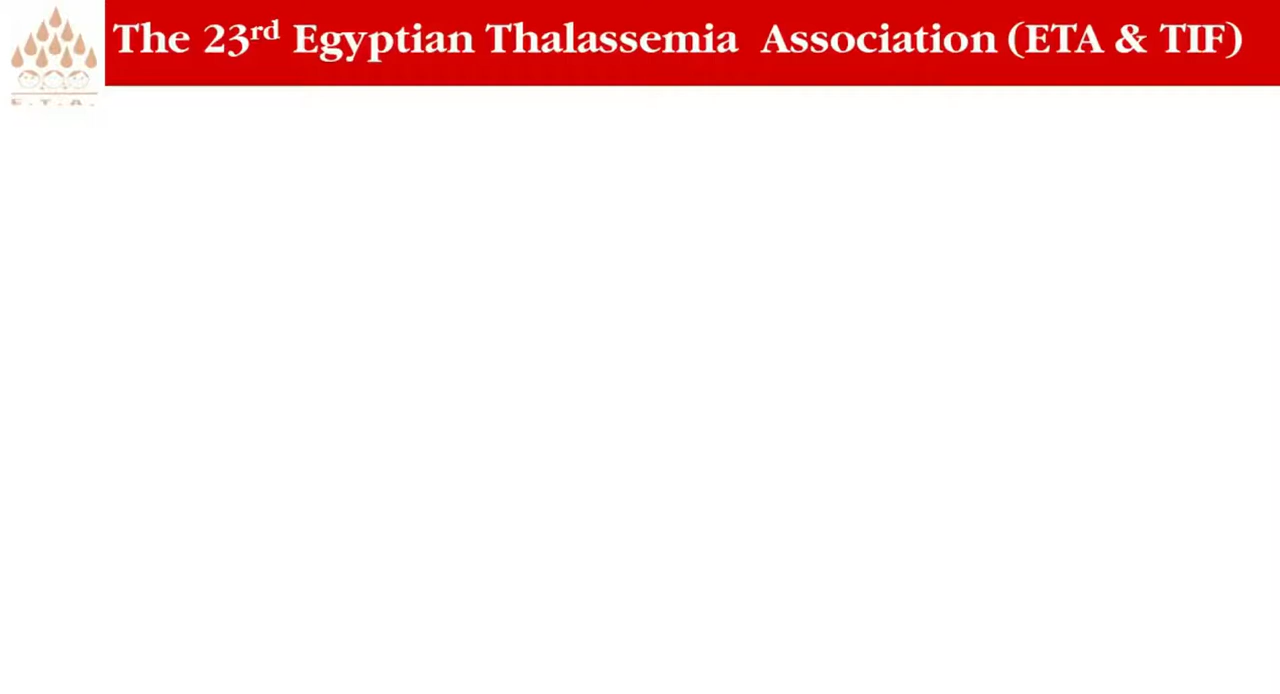 The 23rd Egyptian Thalassemia Association (ETA & TIF)
E.T.A.